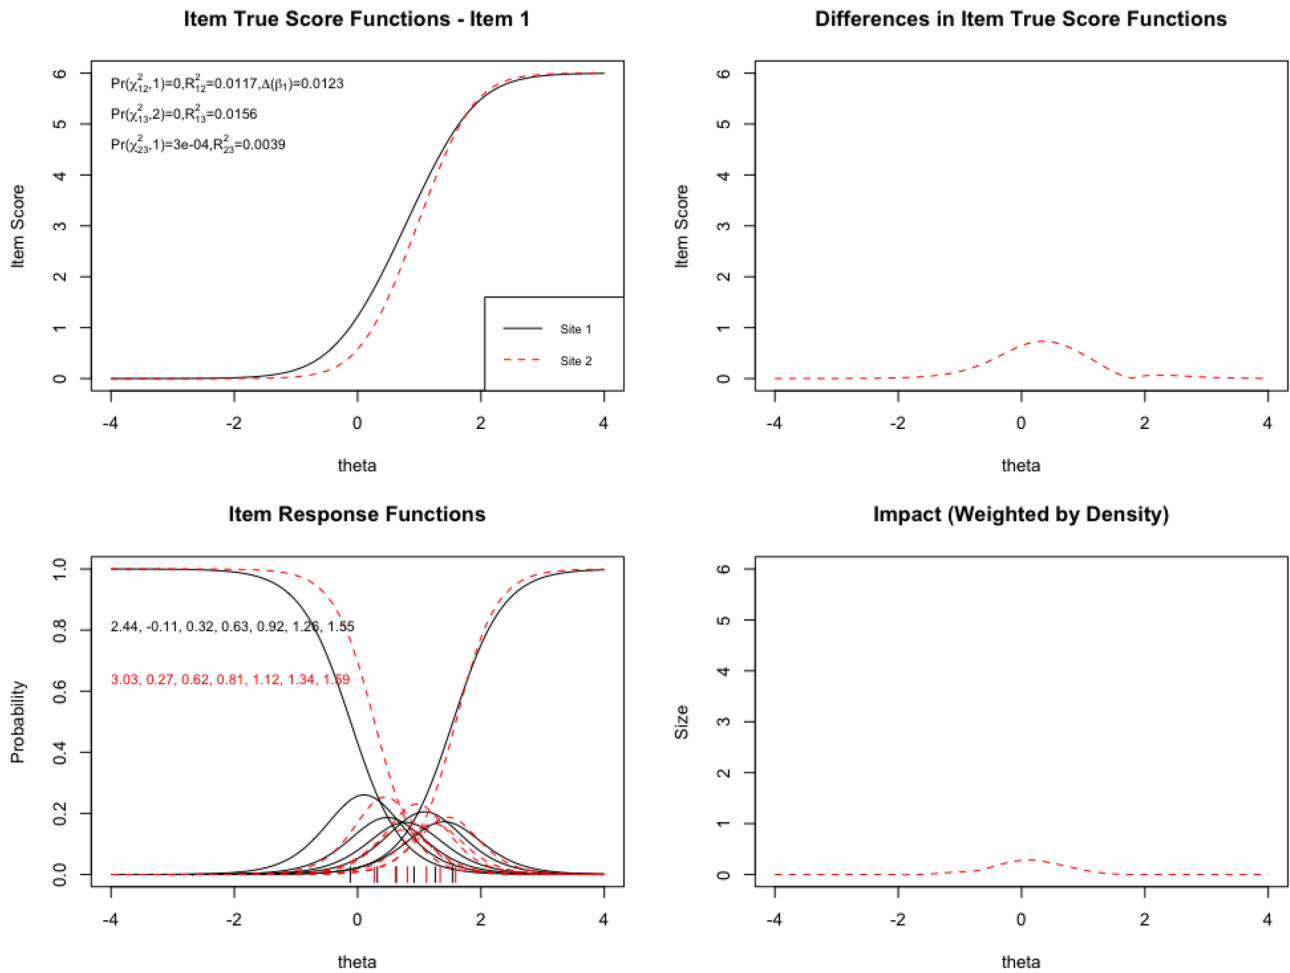 Item True Score Functions - Item 1
Pr(χ²₁₂,1)=0,R²₁₂=0.0117,Δ(β₁)=0.0123
Pr(χ²₁₃,2)=0,R²₁₃=0.0156
Pr(χ²₂₃,1)=3e-04,R²₂₃=0.0039
Item Score
6
5
4
3
2
1
0
Site 1
Site 2
-4 -2 0 2 4
theta
Differences in Item True Score Functions
Item Score
6
5
4
3
2
1
0
-4 -2 0 2 4
theta
Item Response Functions
Probability
1.0
0.8
0.6
0.4
0.2
0.0
2.44, -0.11, 0.32, 0.63, 0.92, 1.26, 1.55
3.03, 0.27, 0.62, 0.81, 1.12, 1.34, 1.59
-4 -2 0 2 4
theta
Impact (Weighted by Density)
Size
6
5
4
3
2
1
0
-4 -2 0 2 4
theta